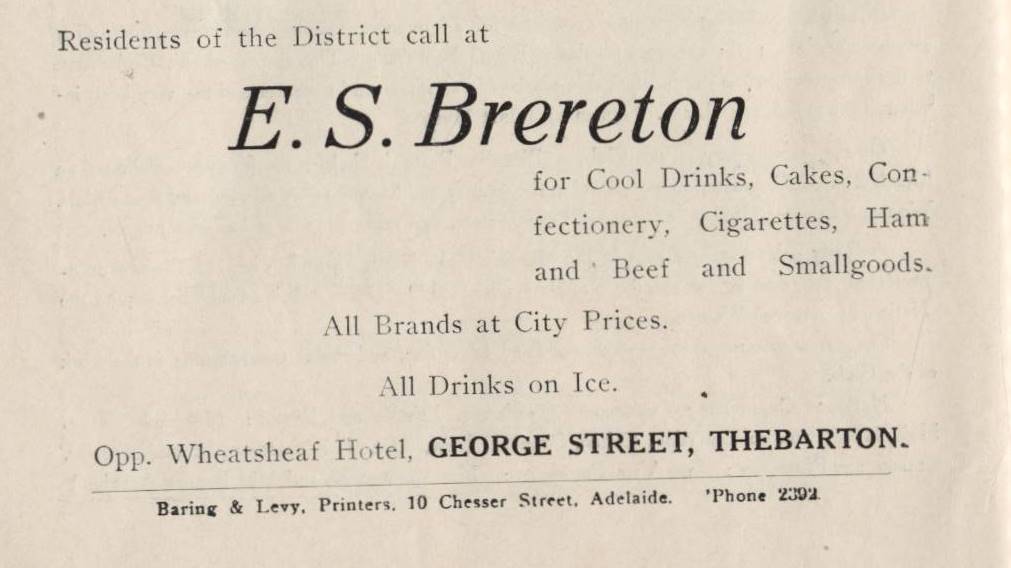 Residents of the District call at
E. S. Brereton
for Cool Drinks, Cakes, Con-
fectionery, Cigarettes, Ham
and Beef and Smallgoods.
All Brands at City Prices.
All Drinks on Ice.
Opp. Wheatsheaf Hotel, GEORGE STREET, THEBARTON.
Baring & Levy, Printers, 10 Chesser Street, Adelaide. 'Phone 2392.